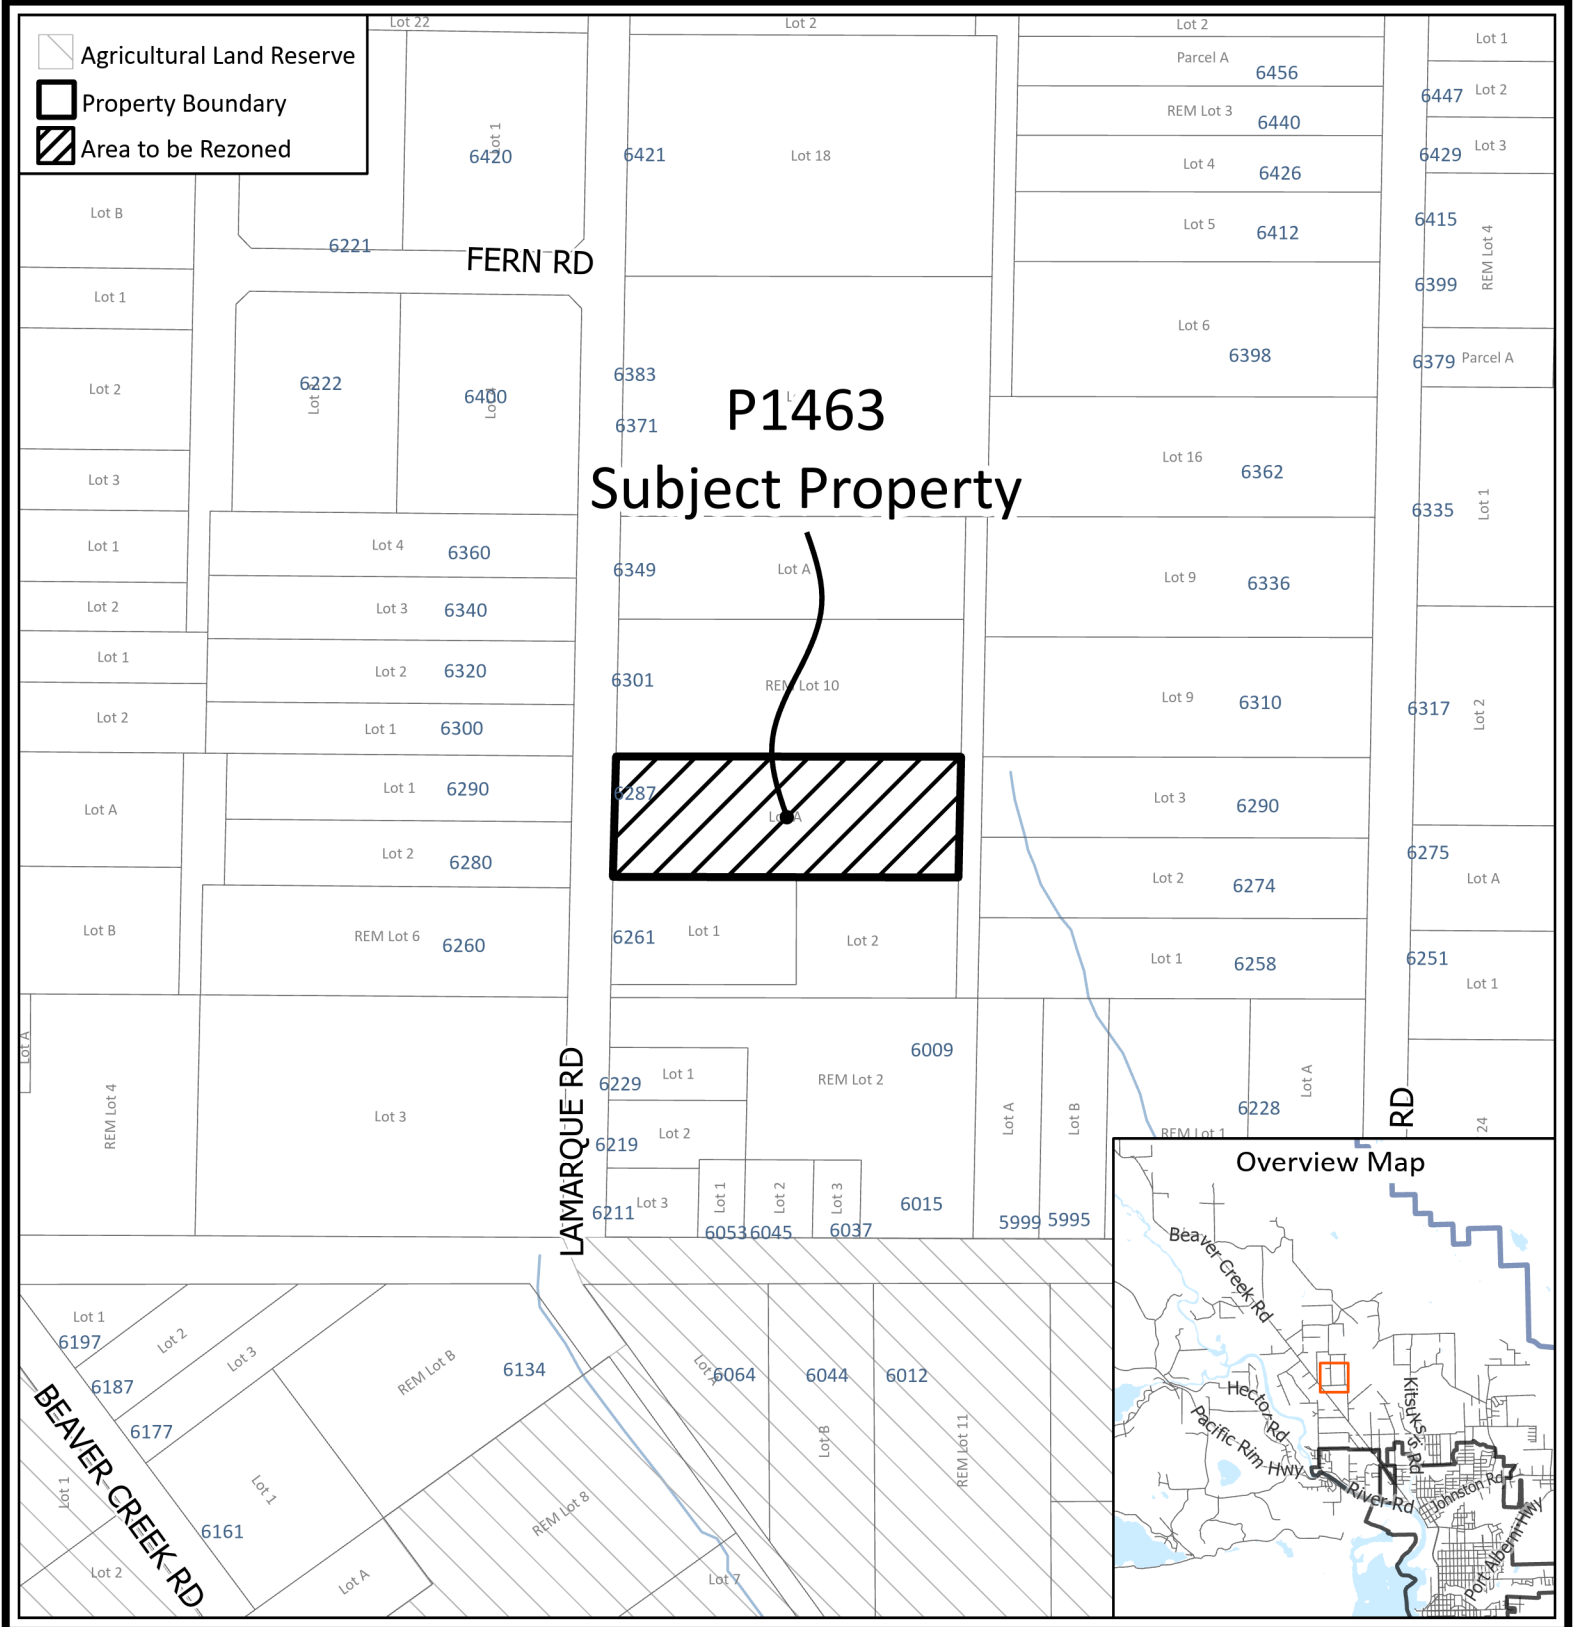 Agricultural Land Reserve
Property Boundary
Area to be Rezoned
Lot 22
Lot 2
Lot 2
Lot 1
Parcel A
6456
6447
Lot 2
REM Lot 3
6440
Lot 1
6420
6421
Lot 18
Lot 4
6426
6429
Lot 3
Lot B
Lot 5
6412
6415
REM Lot 4
6221
FERN RD
6399
Lot 1
Lot 6
6398
6379
Parcel A
Lot 2
6222
Lot
6400
6383
6371
P1463
Subject Property
Lot 3
Lot 16
6362
6335
Lot 1
Lot 1
Lot 4
6360
6349
Lot A
Lot 9
6336
Lot 2
Lot 3
6340
Lot 1
Lot 2
6320
6301
REM Lot 10
Lot 9
6310
6317
Lot 2
Lot 2
Lot 1
6300
Lot A
Lot 1
6290
6287
Lot A
Lot 3
6290
Lot 2
6280
6275
Lot A
Lot 2
6274
Lot B
REM Lot 6
6260
6261
Lot 1
Lot 2
Lot 1
6258
6251
Lot 1
Lot A
REM Lot 4
Lot 3
LAMARQUE RD
6009
6229
Lot 1
REM Lot 2
6219
Lot 2
6211
Lot 3
Lot 1
Lot 2
Lot 3
6053
6045
6037
6015
Lot A
Lot B
5999
5995
6228
Lot A
REM Lot 1
RD
24
Lot 1
6197
Lot 2
6187
Lot 3
6177
REM Lot B
6134
Lot A
6064
6044
6012
Lot B
REM Lot 11
BEAVER CREEK RD
Lot 1
Lot 1
6161
REM Lot 8
Lot 2
Lot A
Lot 7
Overview Map
Beaver Creek Rd
Hector Rd
Pacific Rim Hwy
Kitsuksis Rd
River Rd
Johnston Rd
Port Alberni Hwy